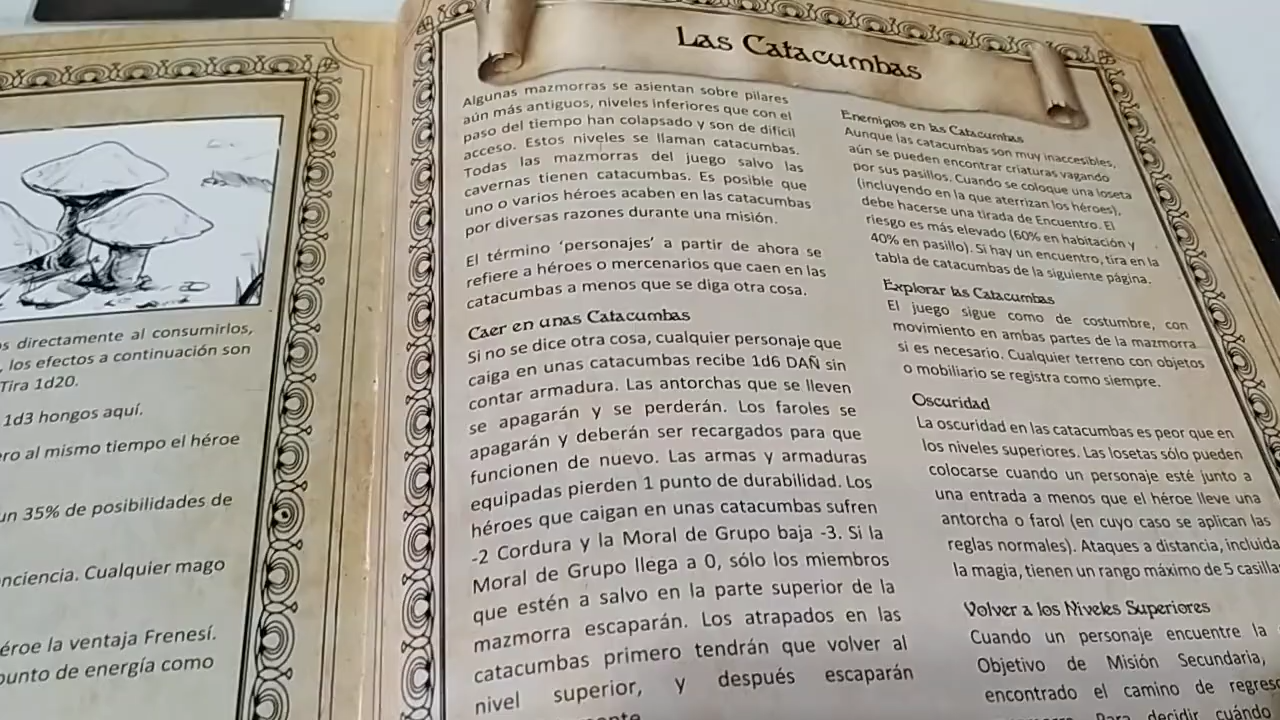 s directamente al consumirlos,
, los efectos a continuación son
Tira 1d20.
1d3 hongos aquí.
ero al mismo tiempo el héroe
un 35% de posibilidades de
nciencia. Cualquier mago
éroe la ventaja Frenesí.
punto de energía como
Las Catacumbas
Algunas mazmorras se asientan sobre pilares
aún más antiguos, niveles inferiores que con el
paso del tiempo han colapsado y son de difícil
acceso. Estos niveles se llaman catacumbas.
Todas las mazmorras del juego salvo las
cavernas tienen catacumbas. Es posible que
uno o varios héroes acaben en las catacumbas
por diversas razones durante una misión.
El término 'personajes' a partir de ahora se
refiere a héroes o mercenarios que caen en las
catacumbas a menos que se diga otra cosa.
Caer en unas Catacumbas
Si no se dice otra cosa, cualquier personaje que
caiga en unas catacumbas recibe 1d6 DAÑ sin
contar armadura. Las antorchas que se lleven
se apagarán y se perderán. Los faroles se
apagarán y deberán ser recargados para que
funcionen de nuevo. Las armas y armaduras
equipadas pierden 1 punto de durabilidad. Los
héroes que caigan en unas catacumbas sufren
-2 Cordura y la Moral de Grupo baja -3. Si la
Moral de Grupo llega a 0, sólo los miembros
que estén a salvo en la parte superior de la
mazmorra escaparán. Los atrapados en las
catacumbas primero tendrán que volver al
nivel superior, y después escaparán
Enemigos en las Catacumbas
Aunque las catacumbas son muy inaccesibles,
aún se pueden encontrar criaturas vagando
por sus pasillos. Cuando se coloque una loseta
(incluyendo en la que aterrizan los héroes),
debe hacerse una tirada de Encuentro. El
riesgo es más elevado (60% en habitación y
40% en pasillo). Si hay un encuentro, tira en la
tabla de catacumbas de la siguiente página.
Explorar las Catacumbas
El juego sigue como de costumbre, con
movimiento en ambas partes de la mazmorra
si es necesario. Cualquier terreno con objetos
o mobiliario se registra como siempre.
Oscuridad
La oscuridad en las catacumbas es peor que en
los niveles superiores. Las losetas sólo pueden
colocarse cuando un personaje esté junto a
una entrada a menos que el héroe lleve una
antorcha o farol (en cuyo caso se aplican las
reglas normales). Ataques a distancia, incluida
la magia, tienen un rango máximo de 5 casilla
Volver a los Niveles Superiores
Cuando un personaje encuentre la
Objetivo de Misión Secundaria,
encontrado el camino de regreso
Para decidir cuándo